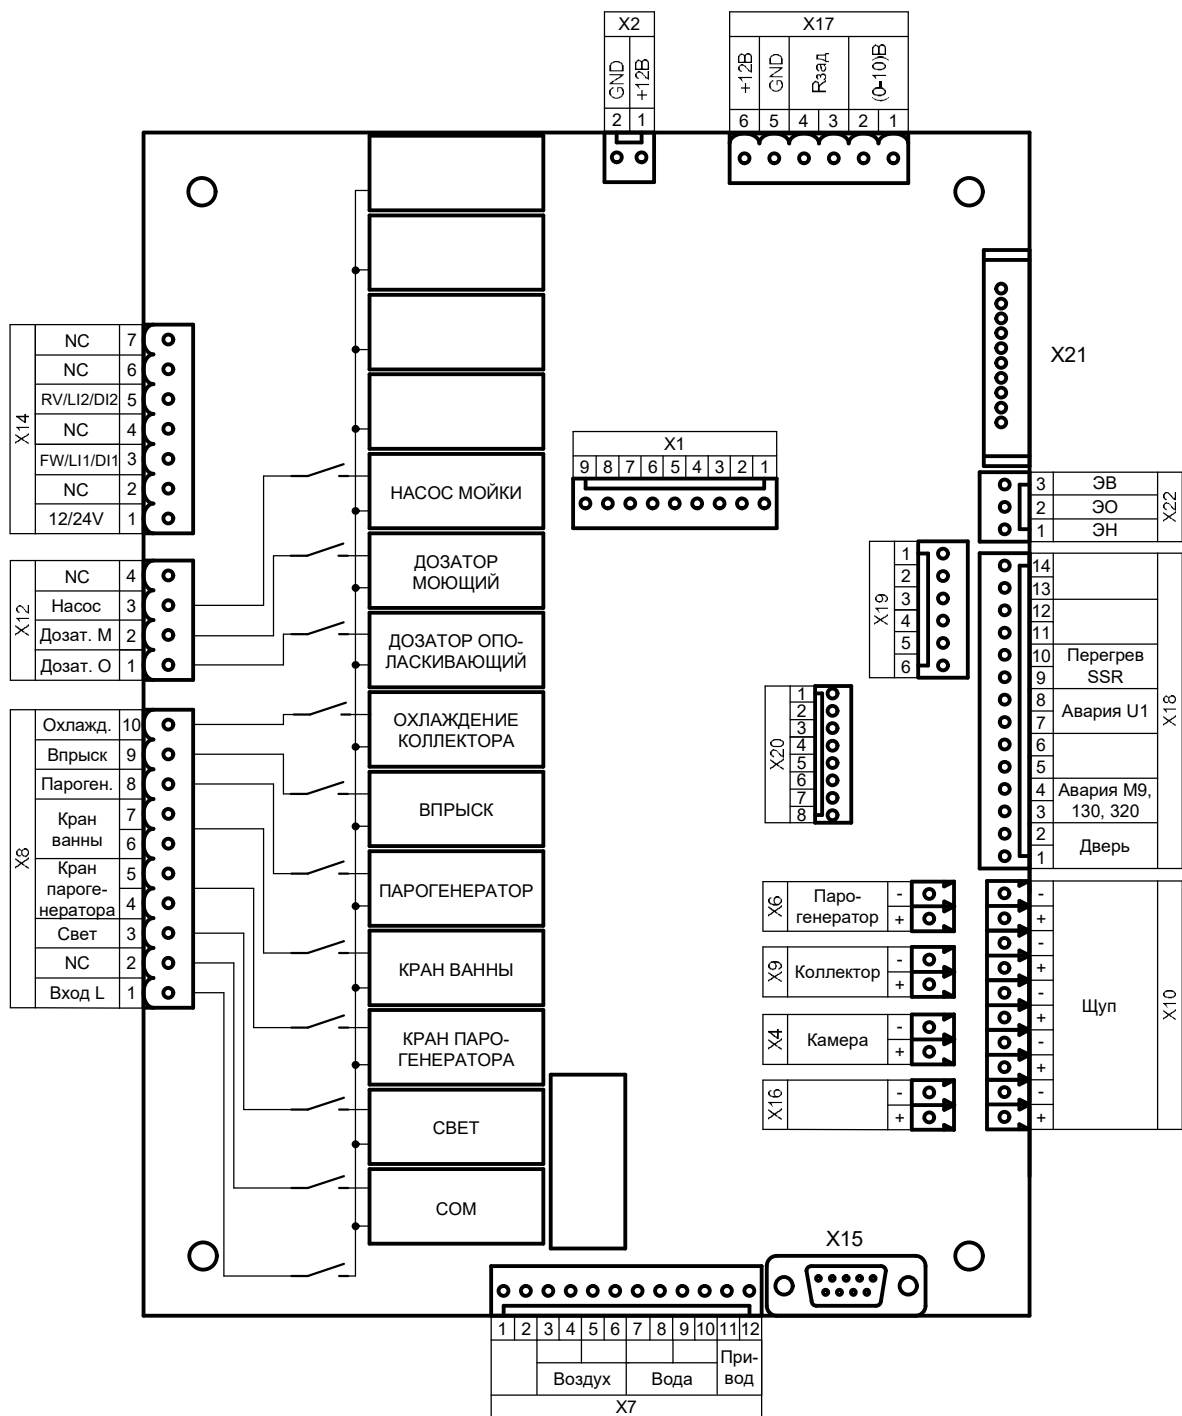 X2
GND
+12В
2 1
X17
+12В
GND
Rзад
(0-10)В
6 5 4 3 2 1
X14
NC 7
NC 6
RV/LI2/DI2 5
NC 4
FW/LI1/DI1 3
NC 2
12/24V 1
X12
NC 4
Насос 3
Дозат. М 2
Дозат. О 1
X8
Охлажд. 10
Впрыск 9
Пароген. 8
Кран
ванны
7
6
Кран
пароге-
нератора
5
4
Свет 3
NC 2
Вход L 1
НАСОС МОЙКИ
ДОЗАТОР
МОЮЩИЙ
ДОЗАТОР ОПО-
ЛАСКИВАЮЩИЙ
ОХЛАЖДЕНИЕ
КОЛЛЕКТОРА
ВПРЫСК
ПАРОГЕНЕРАТОР
КРАН ВАННЫ
КРАН ПАРО-
ГЕНЕРАТОРА
СВЕТ
COM
X1
9 8 7 6 5 4 3 2 1
X21
X22
3 ЭВ
2 ЭО
1 ЭН
X19
1
2
3
4
5
6
X20
1
2
3
4
5
6
7
8
X18
14
13
12
11
10
9
Перегрев
SSR
8
7
Авария U1
6
5
4
3
Авария М9,
130, 320
2
1
Дверь
X6
Паро-
генератор
-
+
X9
Коллектор
-
+
X4
Камера
-
+
X16
-
+
X10
Щуп
-
+
-
+
-
+
-
+
-
+
X15
1 2 3 4 5 6 7 8 9 10 11 12
Воздух
Вода
При-
вод
X7